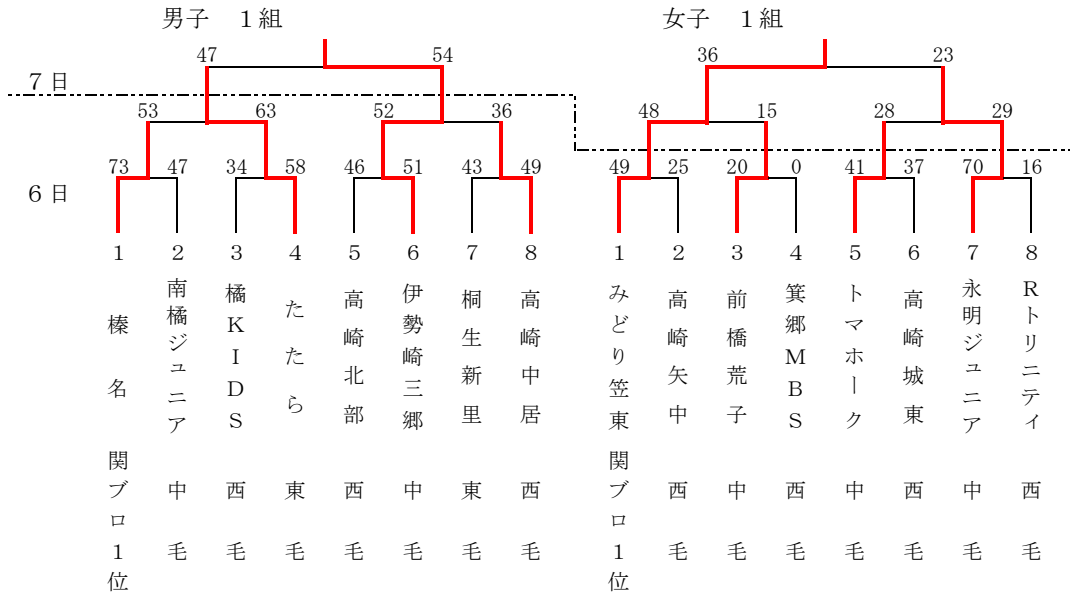 男子 1組
女子 1組
47 54
36 23
7日
53 63 52 36
48 15 28 29
73 47 34 58 46 51 43 49
49 25 20 0 41 37 70 16
6日
1 2 3 4 5 6 7 8
1 2 3 4 5 6 7 8
榛名
南橘ジュニア
橘KIDS
たたら
高崎北部
伊勢崎三郷
桐生新里
高崎中居
みどり笠東
高崎矢中
前橋荒子
箕郷MBS
トマホーク
高崎城東
永明ジュニア
Rトリニティ
関ブロ1位
中毛
西毛
東毛
西毛
中毛
東毛
西毛
関ブロ1位
西毛
中毛
西毛
中毛
西毛
中毛
西毛